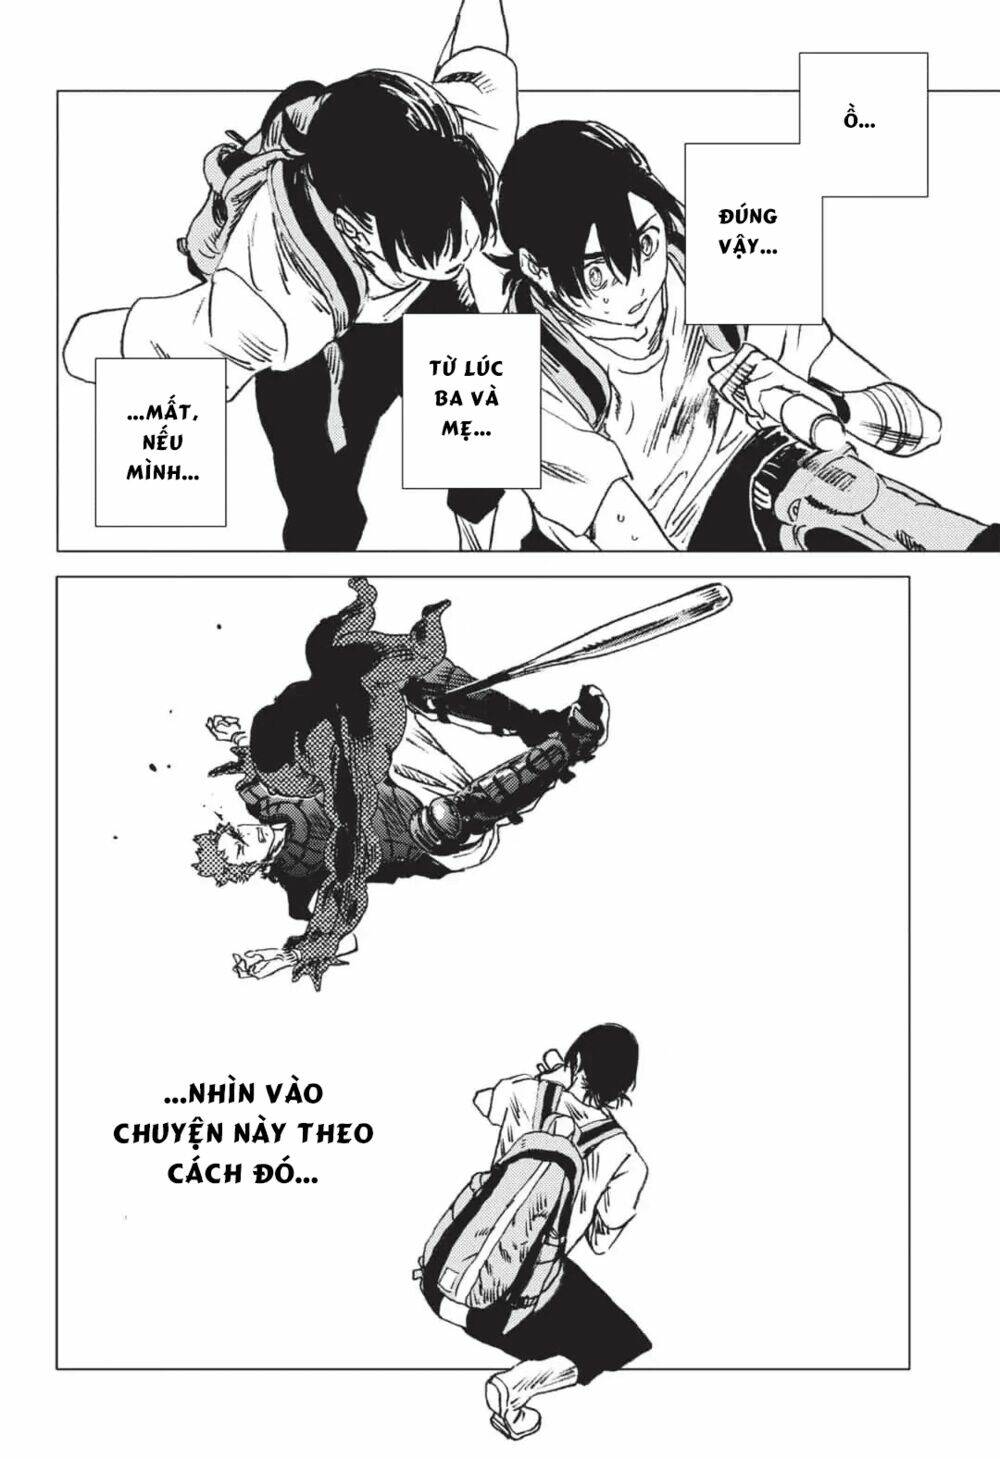 Ồ...
ĐÚNG
VẬY...
TỪ LÚC
BA VÀ
MẸ...
...MẤT,
NẾU
MÌNH...
...NHÌN VÀO
CHUYỆN NÀY THEO
CÁCH ĐÓ...